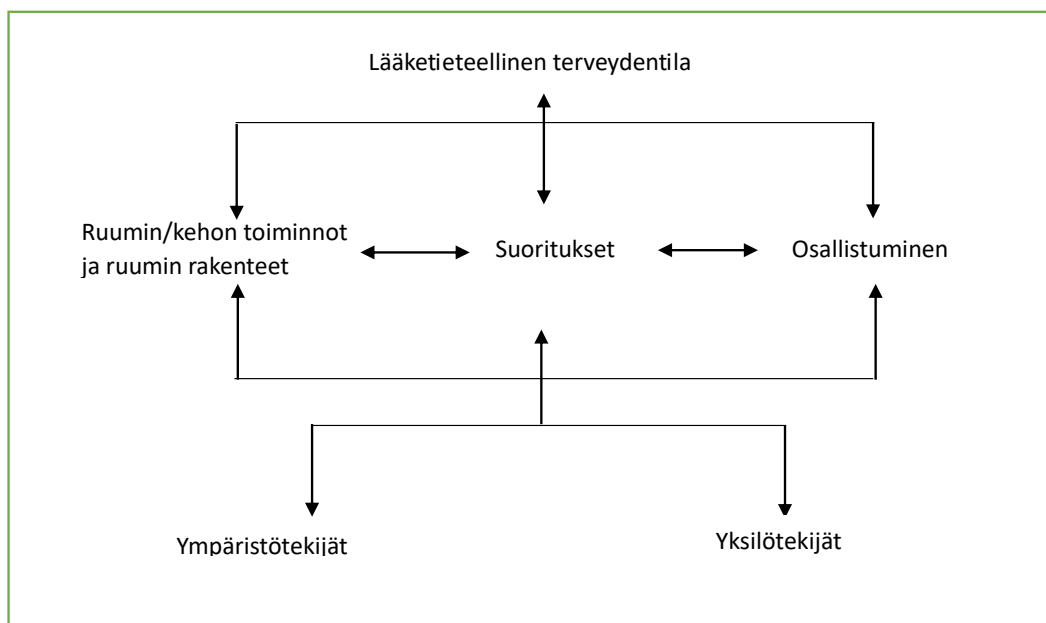 Lääketieteellinen terveydentila
Ruumin/kehon toiminnot
ja ruumin rakenteet
Suoritukset
Osallistuminen
Ympäristötekijät
Yksilötekijät